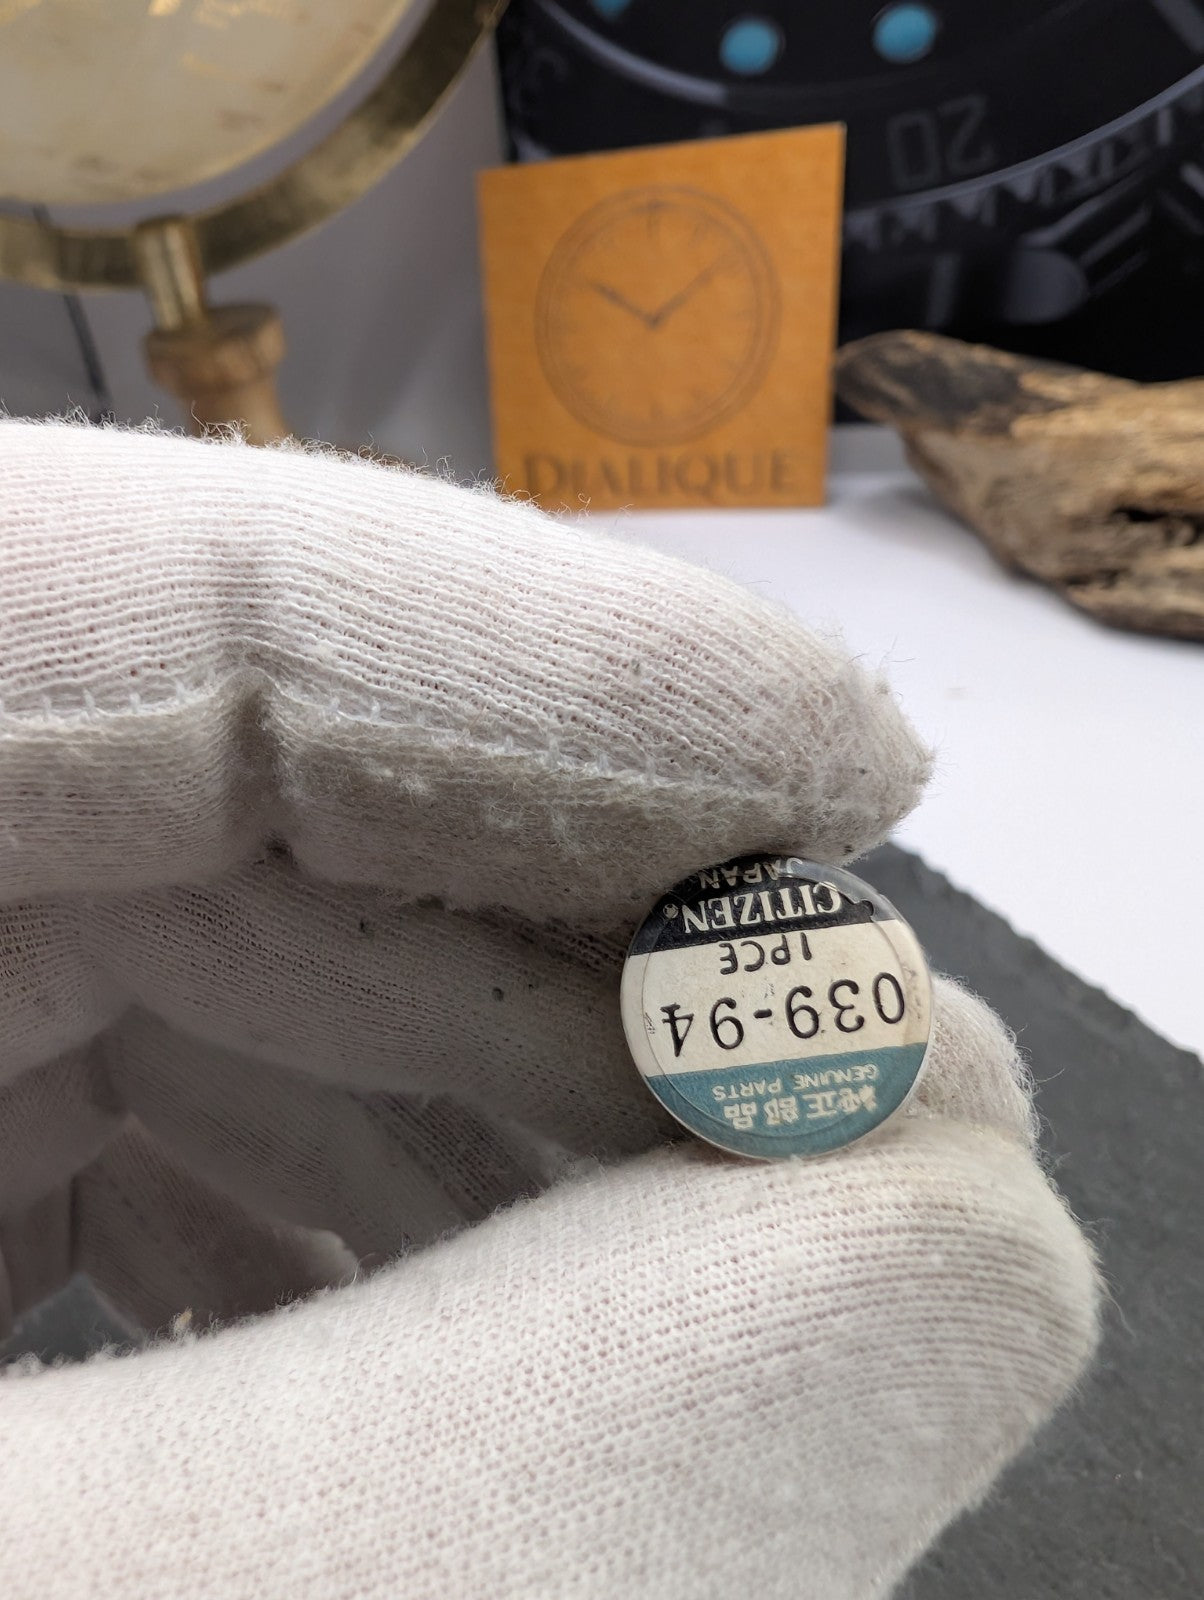 DIALIQUE
20
純正部品
GENUINE PARTS
039-94
1PCE
CITIZEN®
JAPAN